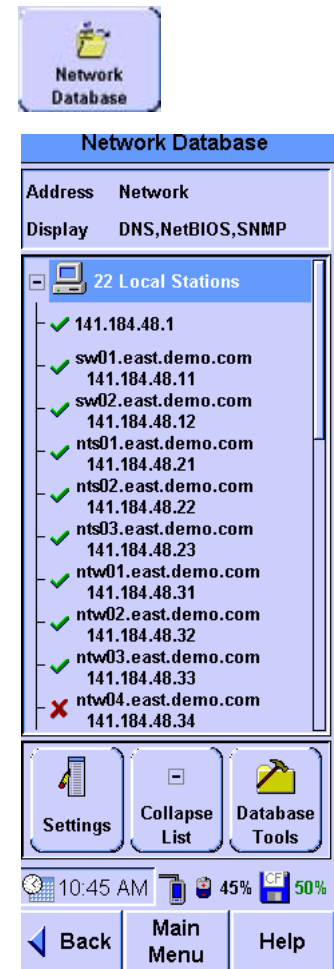 Network
Database
Network Database
Address Network
Display DNS,NetBIOS,SNMP
22 Local Stations
141.184.48.1
sw01.east.demo.com
141.184.48.11
sw02.east.demo.com
141.184.48.12
nts01.east.demo.com
141.184.48.21
nts02.east.demo.com
141.184.48.22
nts03.east.demo.com
141.184.48.23
ntw01.east.demo.com
141.184.48.31
ntw02.east.demo.com
141.184.48.32
ntw03.east.demo.com
141.184.48.33
ntw04.east.demo.com
141.184.48.34
Settings
Collapse
List
Database
Tools
10:45 AM 45% CF 50%
Back
Main
Menu
Help